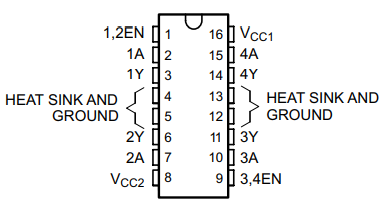 1,2EN 1 16 VCC1
1A 2 15 4A
1Y 3 14 4Y
HEAT SINK AND 4 13 HEAT SINK AND
GROUND 5 12 GROUND
2Y 6 11 3Y
2A 7 10 3A
VCC2 8 9 3,4EN